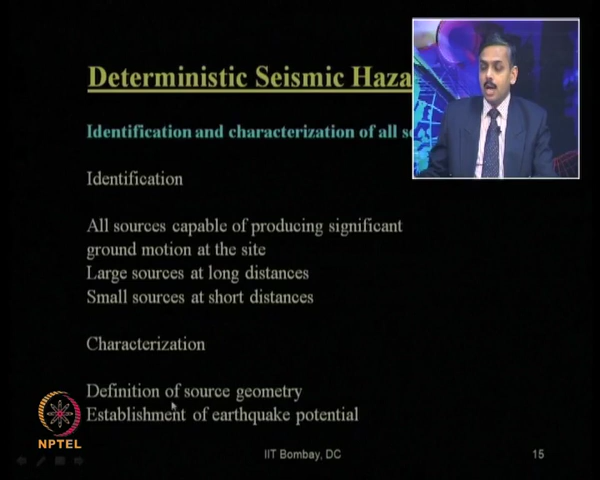 Deterministic Seismic Haza
Identification and characterization of all s
Identification
All sources capable of producing significant
ground motion at the site
Large sources at long distances
Small sources at short distances
Characterization
Definition of source geometry
Establishment of earthquake potential
NPTEL
IIT Bombay, DC
15